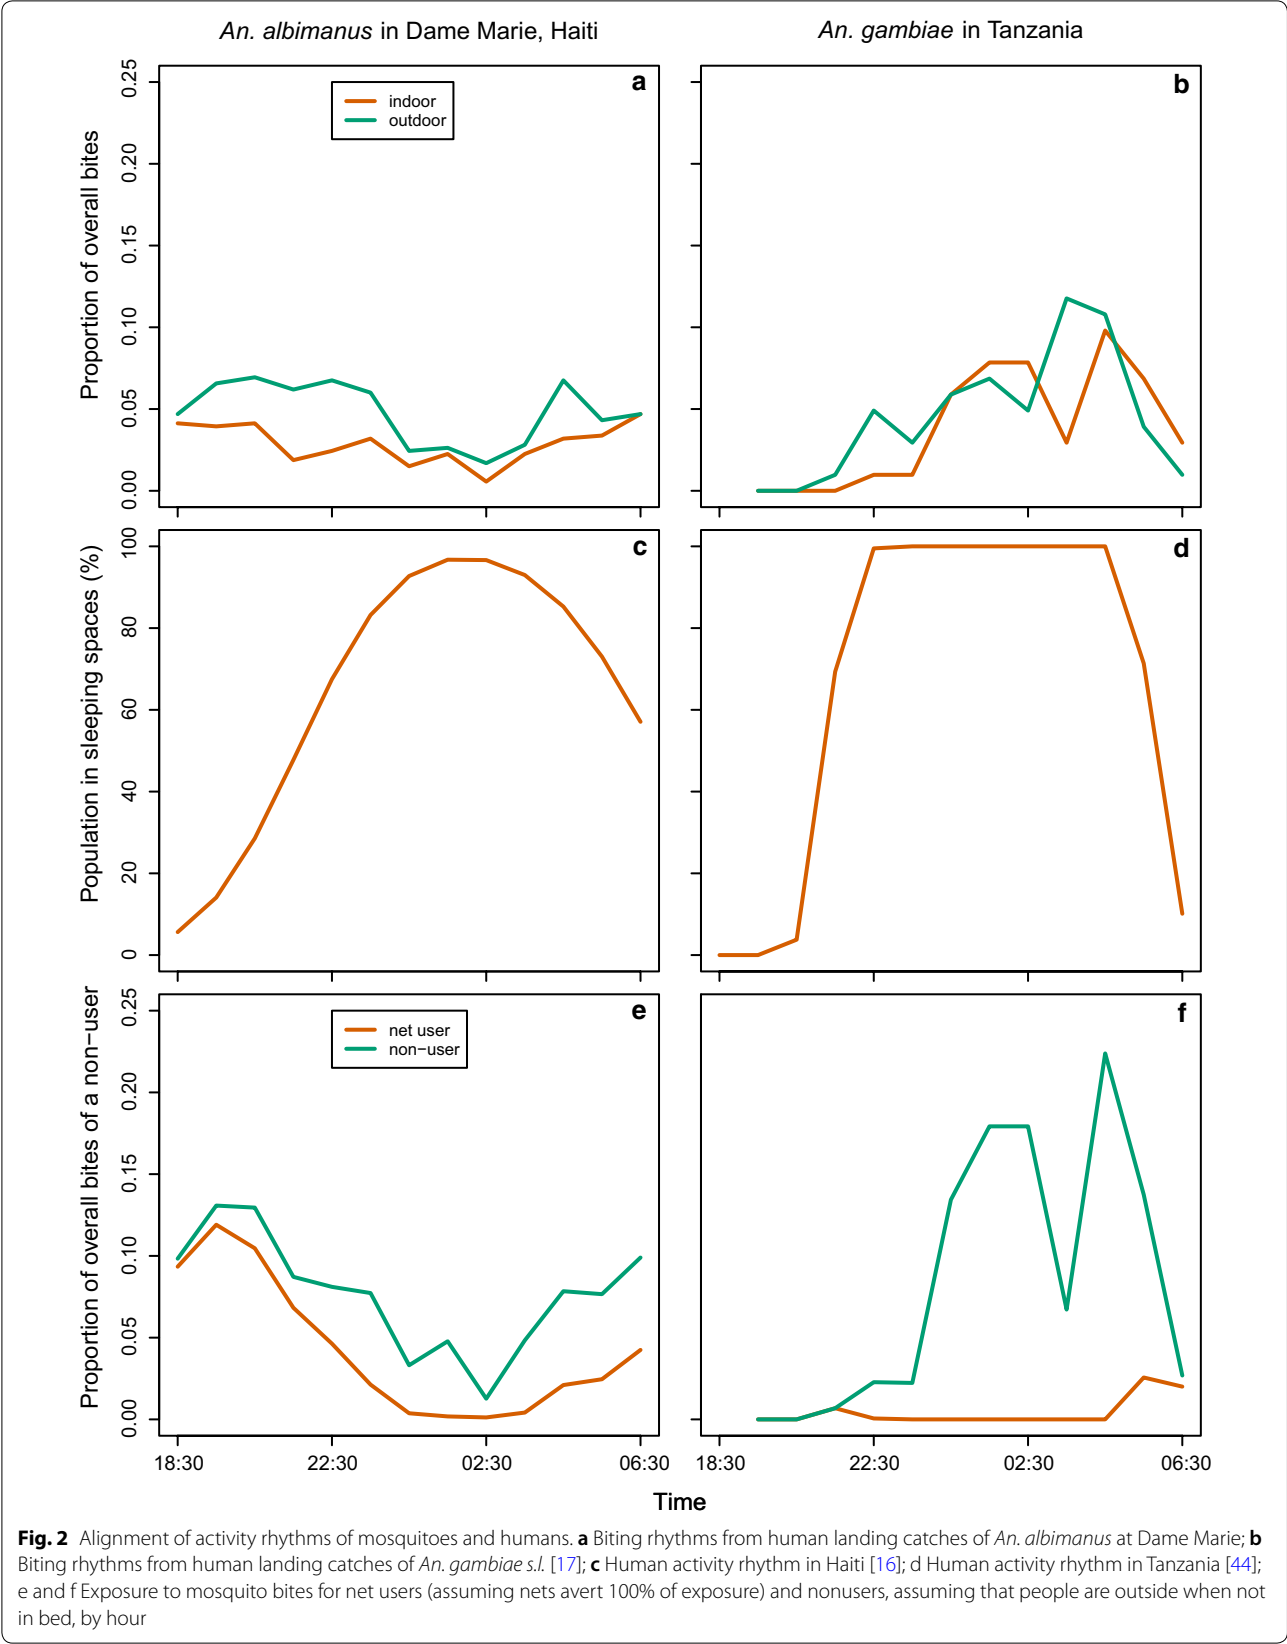 An. albimanus in Dame Marie, Haiti
An. gambiae in Tanzania
Proportion of overall bites
0.25
0.20
0.15
0.10
0.05
0.00
indoor
outdoor
a
b
Population in sleeping spaces (%)
100
80
60
40
20
0
c
d
Proportion of overall bites of a non−user
0.25
0.20
0.15
0.10
0.05
0.00
net user
non−user
e
f
18:30 22:30 02:30 06:30
18:30 22:30 02:30 06:30
Time
Fig. 2 Alignment of activity rhythms of mosquitoes and humans. a Biting rhythms from human landing catches of An. albimanus at Dame Marie; b
Biting rhythms from human landing catches of An. gambiae s.l. [17]; c Human activity rhythm in Haiti [16]; d Human activity rhythm in Tanzania [44];
e and f Exposure to mosquito bites for net users (assuming nets avert 100% of exposure) and nonusers, assuming that people are outside when not
in bed, by hour